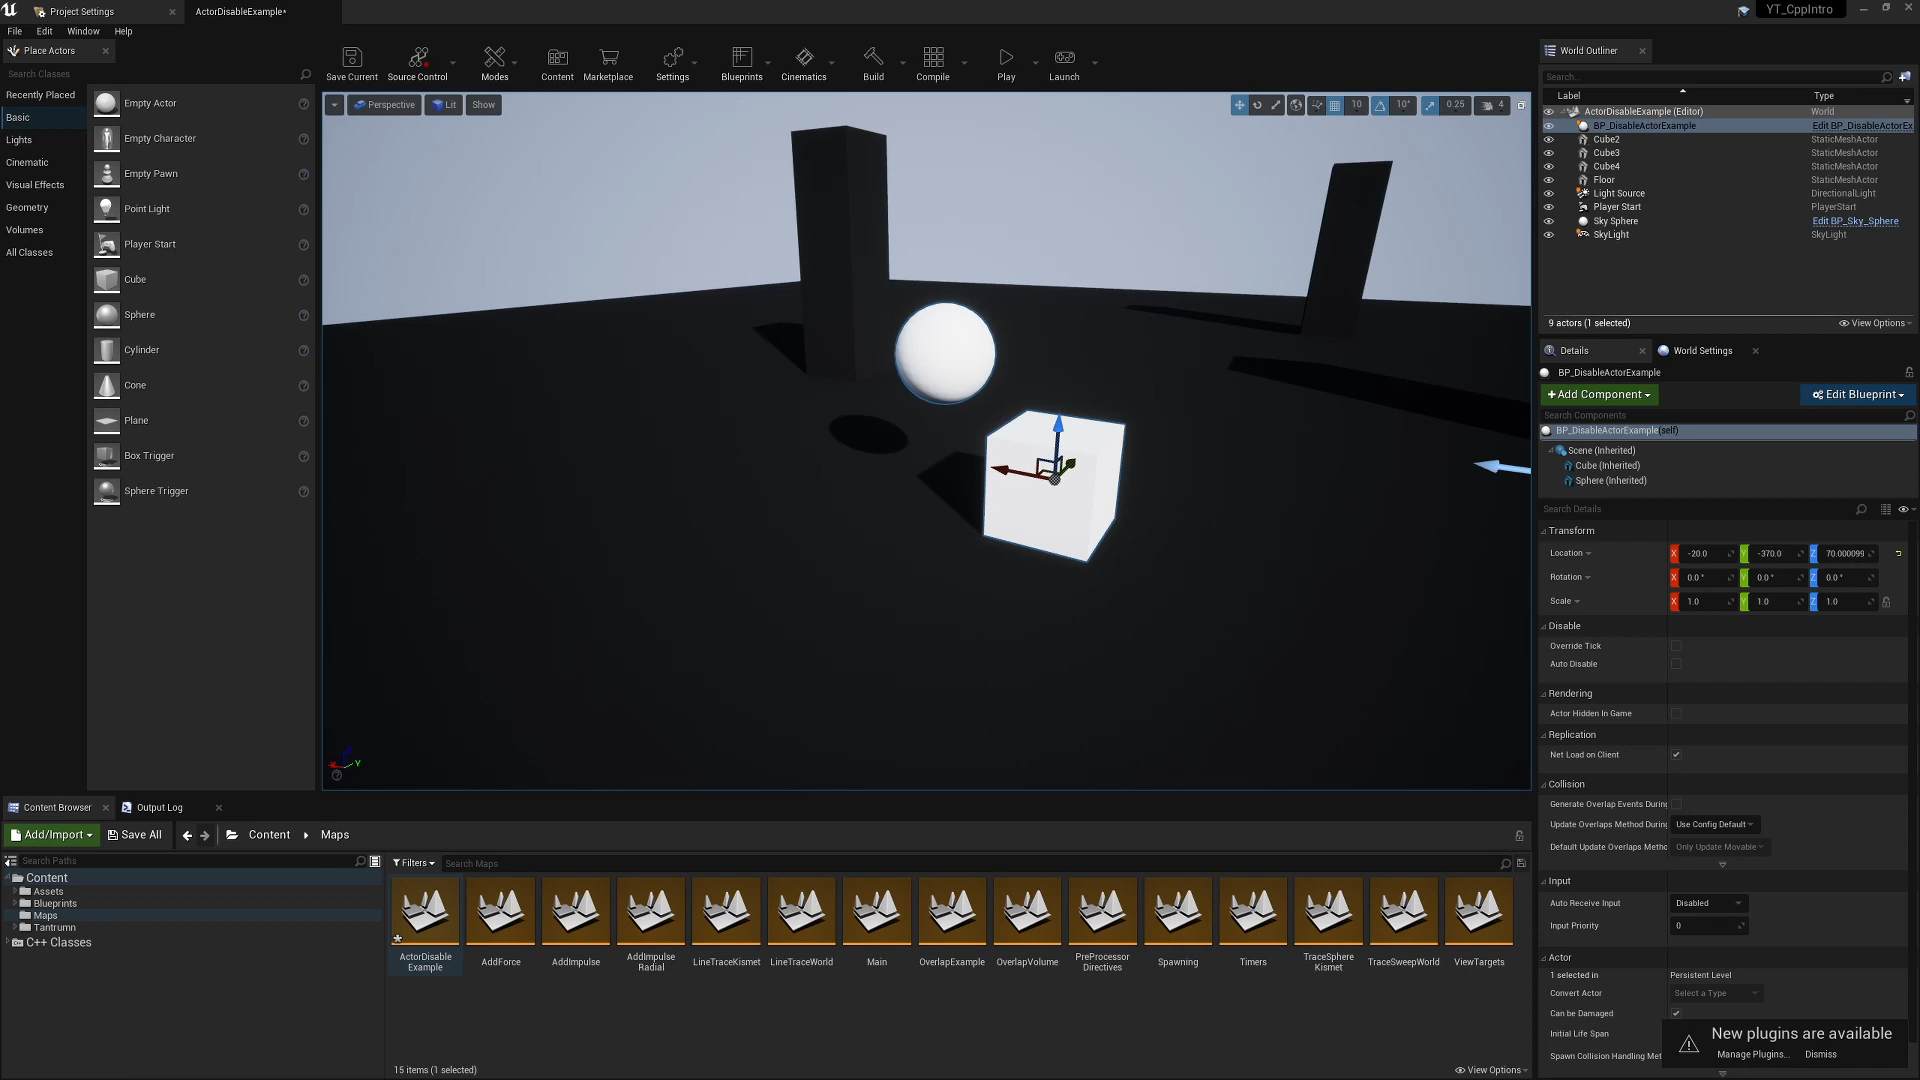 Project Settings
ActorDisableExample*
YT_CppIntro
File Edit Window Help
Place Actors
Search Classes
Recently Placed
Basic
Lights
Cinematic
Visual Effects
Geometry
Volumes
All Classes
Empty Actor
Empty Character
Empty Pawn
Point Light
Player Start
Cube
Sphere
Cylinder
Cone
Plane
Box Trigger
Sphere Trigger
Save Current
Source Control
Modes
Content
Marketplace
Settings
Blueprints
Cinematics
Build
Compile
Play
Launch
Perspective
Lit
Show
10
10°
0.25
4
X
Y
Z
World Outliner
Search...
Label Type
ActorDisableExample (Editor) World
BP_DisableActorExample Edit BP_DisableActorEx
Cube2 StaticMeshActor
Cube3 StaticMeshActor
Cube4 StaticMeshActor
Floor StaticMeshActor
Light Source DirectionalLight
Player Start PlayerStart
Sky Sphere Edit BP_Sky_Sphere
SkyLight SkyLight
9 actors (1 selected)
View Options
Details
World Settings
BP_DisableActorExample
+Add Component
Edit Blueprint
Search Components
BP_DisableActorExample(self)
Scene (Inherited)
Cube (Inherited)
Sphere (Inherited)
Search Details
Transform
Location X -20.0 Y -370.0 Z 70.000099
Rotation X 0.0 ° Y 0.0 ° Z 0.0 °
Scale X 1.0 Y 1.0 Z 1.0
Disable
Override Tick
Auto Disable
Rendering
Actor Hidden In Game
Replication
Net Load on Client
Collision
Generate Overlap Events During
Update Overlaps Method During Use Config Default
Default Update Overlaps Metho Only Update Movable
Input
Auto Receive Input Disabled
Input Priority 0
Actor
1 selected in Persistent Level
Convert Actor Select a Type
Can be Damaged
Initial Life Span
Spawn Collision Handling Met
New plugins are available
Manage Plugins... Dismiss
Content Browser
Output Log
Add/Import
Save All
Content
Maps
Search Paths
Filters
Search Maps
Content
Assets
Blueprints
Maps
Tantrumn
C++ Classes
ActorDisable
Example
AddForce
AddImpulse
AddImpulse
Radial
LineTraceKismet
LineTraceWorld
Main
OverlapExample
OverlapVolume
PreProcessor
Directives
Spawning
Timers
TraceSphere
Kismet
TraceSweepWorld
ViewTargets
15 items (1 selected)
View Options